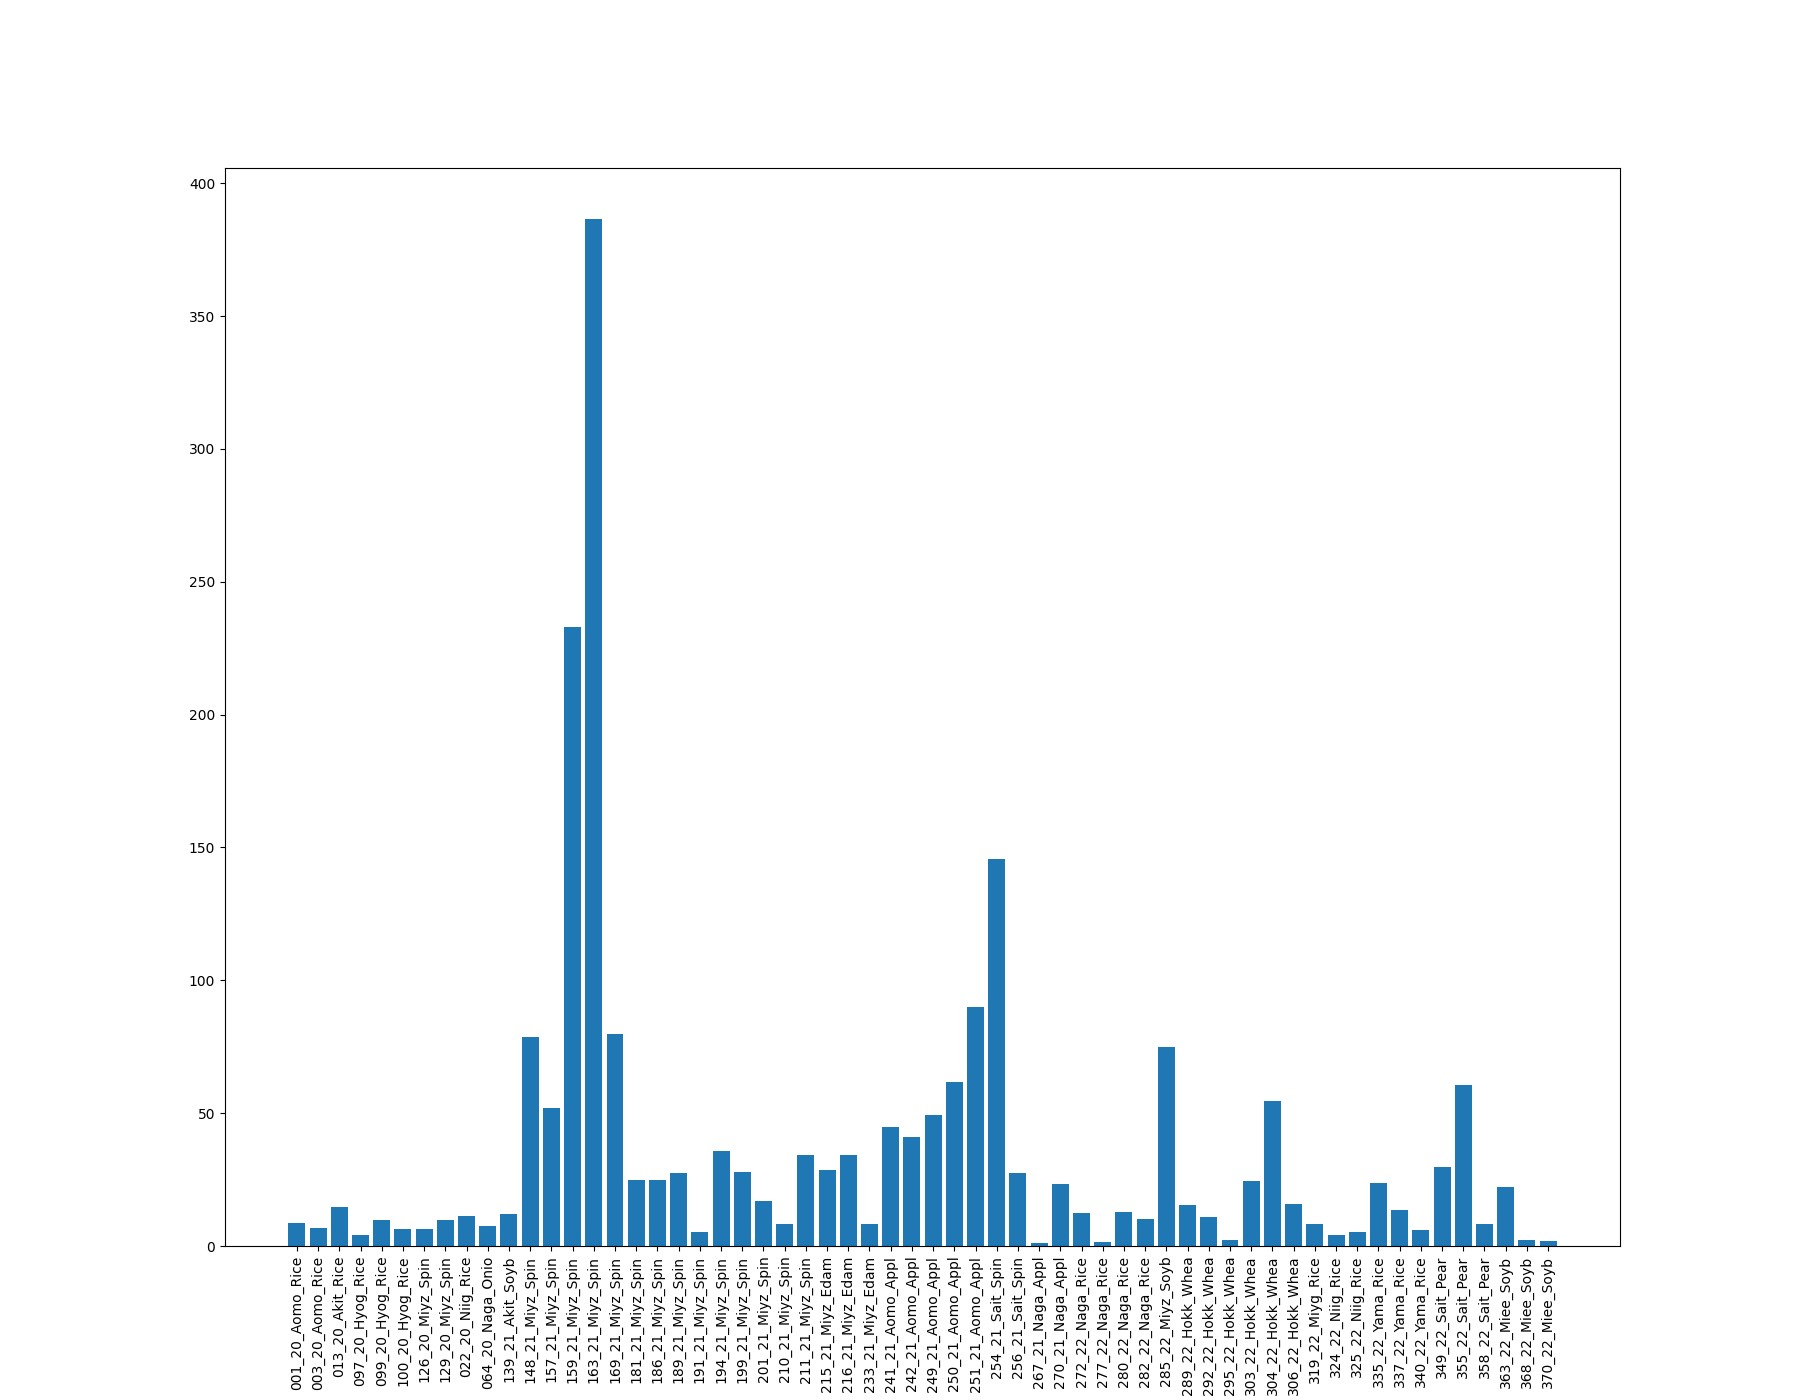 400
350
300
250
200
150
100
50
0
001_20_Aomo_Rice
003_20_Aomo_Rice
013_20_Akit_Rice
097_20_Hyog_Rice
099_20_Hyog_Rice
100_20_Hyog_Rice
126_20_Miyz_Spin
129_20_Miyz_Spin
022_20_Niig_Rice
064_20_Naga_Onio
139_21_Akit_Soyb
148_21_Miyz_Spin
157_21_Miyz_Spin
159_21_Miyz_Spin
163_21_Miyz_Spin
169_21_Miyz_Spin
181_21_Miyz_Spin
186_21_Miyz_Spin
189_21_Miyz_Spin
191_21_Miyz_Spin
194_21_Miyz_Spin
199_21_Miyz_Spin
201_21_Miyz_Spin
210_21_Miyz_Spin
211_21_Miyz_Spin
215_21_Miyz_Edam
216_21_Miyz_Edam
233_21_Miyz_Edam
241_21_Aomo_Appl
242_21_Aomo_Appl
249_21_Aomo_Appl
250_21_Aomo_Appl
251_21_Aomo_Appl
254_21_Sait_Spin
256_21_Sait_Spin
267_21_Naga_Appl
270_21_Naga_Appl
272_22_Naga_Rice
277_22_Naga_Rice
280_22_Naga_Rice
282_22_Naga_Rice
285_22_Miyz_Soyb
289_22_Hokk_Whea
292_22_Hokk_Whea
295_22_Hokk_Whea
303_22_Hokk_Whea
304_22_Hokk_Whea
306_22_Hokk_Whea
319_22_Miyg_Rice
324_22_Niig_Rice
325_22_Niig_Rice
335_22_Yama_Rice
337_22_Yama_Rice
340_22_Yama_Rice
349_22_Sait_Pear
355_22_Sait_Pear
358_22_Sait_Pear
363_22_Miee_Soyb
368_22_Miee_Soyb
370_22_Miee_Soyb